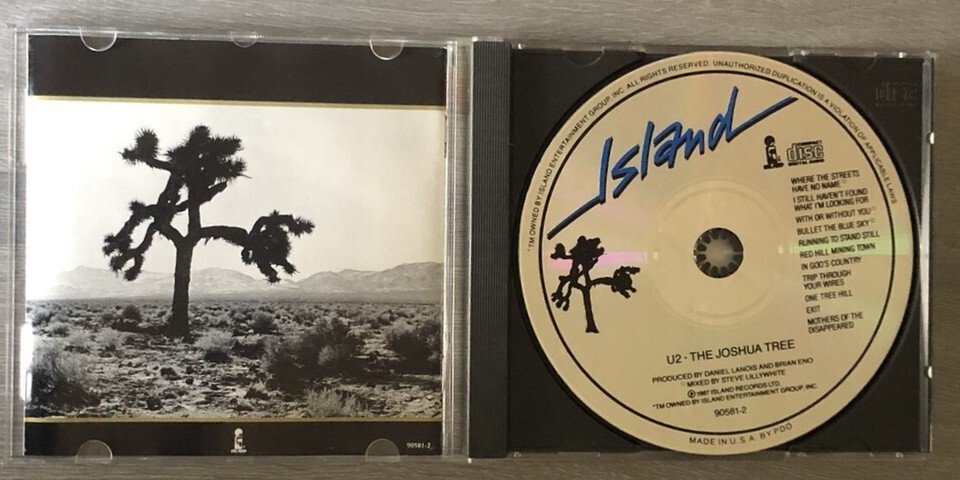 90581-2
™ OWNED BY ISLAND ENTERTAINMENT GROUP, INC. ALL RIGHTS RESERVED. UNAUTHORIZED DUPLICATION IS A VIOLATION OF APPLICABLE LAWS
Island
COMPACT
disc
DIGITAL AUDIO
WHERE THE STREETS
HAVE NO NAME○
I STILL HAVEN'T FOUND
WHAT I'M LOOKING FOR
WITH OR WITHOUT YOU○
BULLET THE BLUE SKY○
RUNNING TO STAND STILL
RED HILL MINING TOWN
IN GOD'S COUNTRY
TRIP THROUGH
YOUR WIRES
ONE TREE HILL
EXIT
MOTHERS OF THE
DISAPPEARED
U2 - THE JOSHUA TREE
PRODUCED BY DANIEL LANOIS AND BRIAN ENO
○MIXED BY STEVE LILLYWHITE
℗ 1987 ISLAND RECORDS LTD.
™ OWNED BY ISLAND ENTERTAINMENT GROUP, INC.
90581-2
MADE IN U.S.A. BY PDO